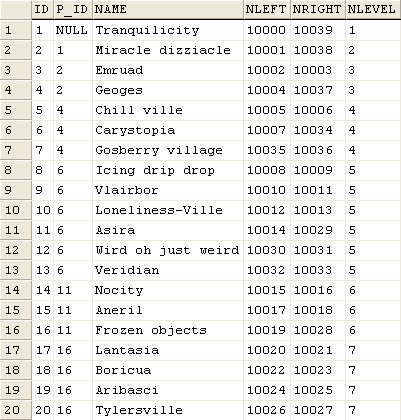 ID P_ID NAME NLEFT NRIGHT NLEVEL
1 1 NULL Tranquilicity 10000 10039 1
2 2 1 Miracle dizziacle 10001 10038 2
3 3 2 Emruad 10002 10003 3
4 4 2 Geoges 10004 10037 3
5 5 4 Chill ville 10005 10006 4
6 6 4 Carystopia 10007 10034 4
7 7 4 Gosberry village 10035 10036 4
8 8 6 Icing drip drop 10008 10009 5
9 9 6 Vlairbor 10010 10011 5
10 10 6 Loneliness-Ville 10012 10013 5
11 11 6 Asira 10014 10029 5
12 12 6 Wird oh just weird 10030 10031 5
13 13 6 Veridian 10032 10033 5
14 14 11 Nocity 10015 10016 6
15 15 11 Aneril 10017 10018 6
16 16 11 Frozen objects 10019 10028 6
17 17 16 Lantasia 10020 10021 7
18 18 16 Boricua 10022 10023 7
19 19 16 Aribasci 10024 10025 7
20 20 16 Tylersville 10026 10027 7